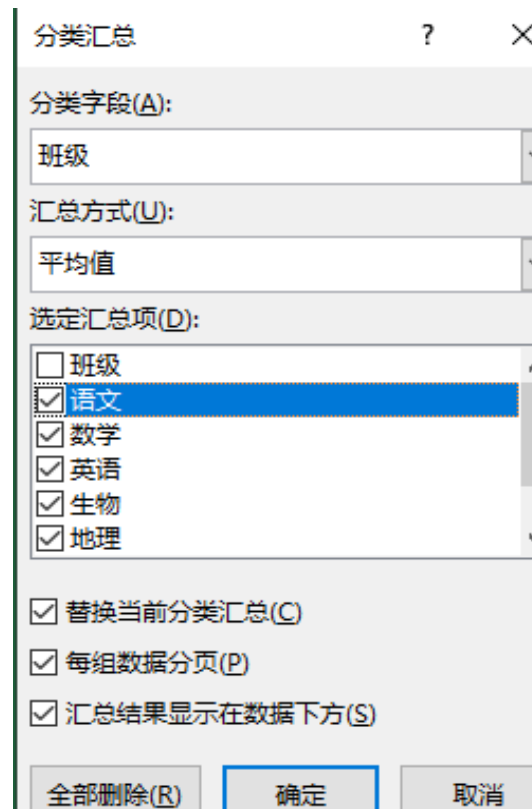 分类汇总 ?
分类字段(A):
班级
汇总方式(U):
平均值
选定汇总项(D):
班级
语文
数学
英语
生物
地理
替换当前分类汇总(C)
每组数据分页(P)
汇总结果显示在数据下方(S)
全部删除(R) 确定 取消